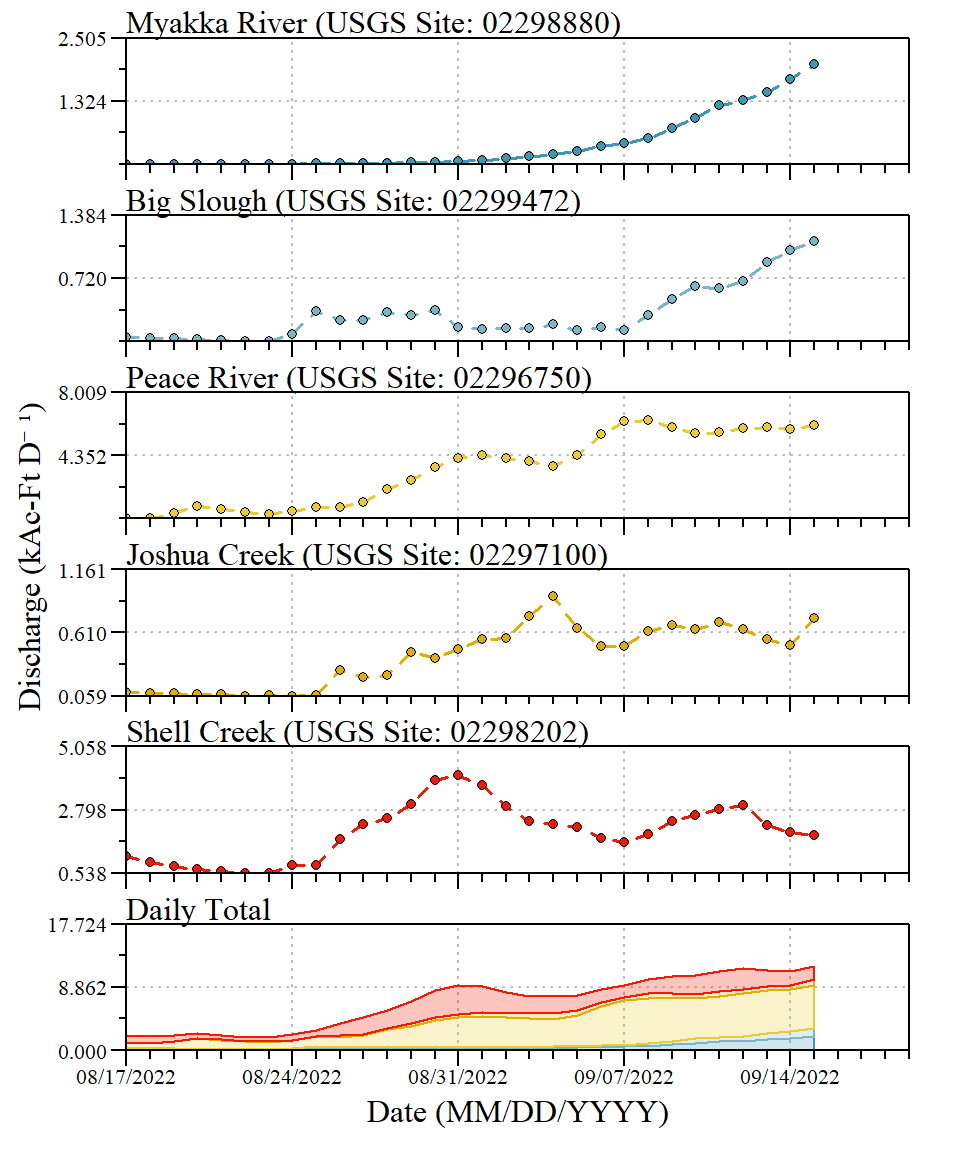 Myakka River (USGS Site: 02298880)
2.505
1.324
Big Slough (USGS Site: 02299472)
1.384
0.720
Peace River (USGS Site: 02296750)
8.009
4.352
Joshua Creek (USGS Site: 02297100)
1.161
0.610
0.059
Shell Creek (USGS Site: 02298202)
5.058
2.798
0.538
Daily Total
17.724
8.862
0.000
Discharge (kAc-Ft D⁻¹)
08/17/2022 08/24/2022 08/31/2022 09/07/2022 09/14/2022
Date (MM/DD/YYYY)